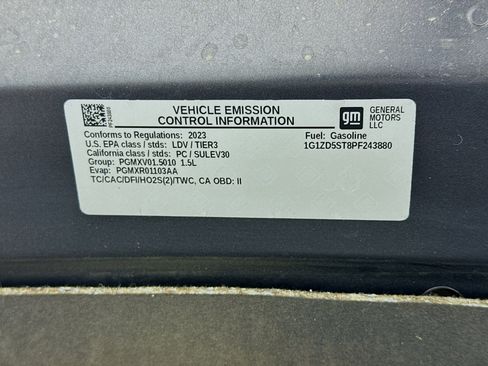 VEHICLE EMISSION
CONTROL INFORMATION
gm
GENERAL
MOTORS
LLC
PF243880
Conforms to Regulations: 2023
Fuel: Gasoline
U.S. EPA class / stds: LDV / TIER3
1G1ZD5ST8PF243880
California class / stds: PC / SULEV30
Group: PGMXV01.5010 1.5L
Evap: PGMXR01103AA
TC/CAC/DFI/HO2S(2)/TWC, CA OBD: II